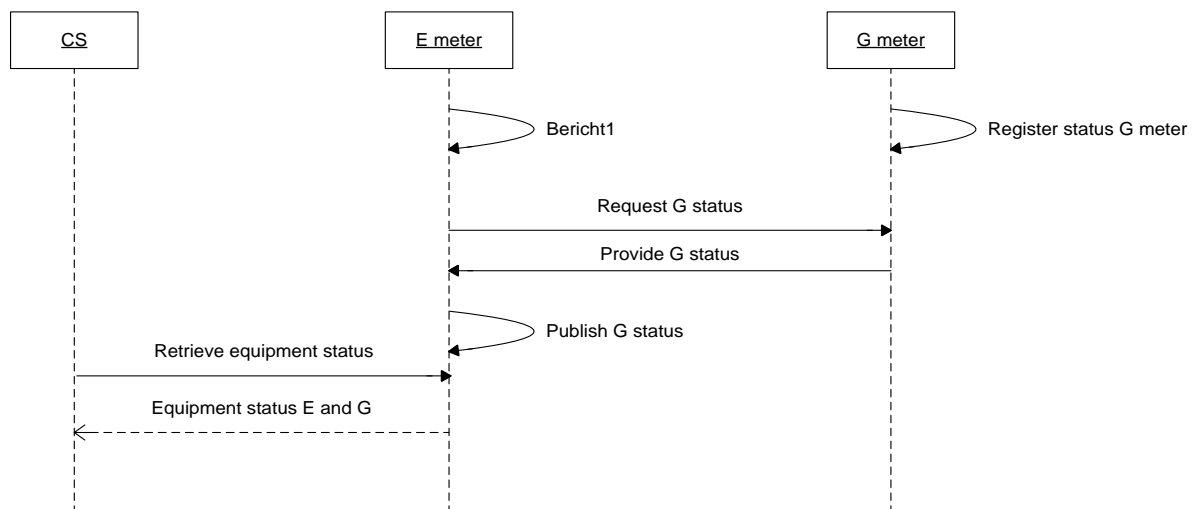 CS
E meter
G meter
Bericht1
Register status G meter
Request G status
Provide G status
Publish G status
Retrieve equipment status
Equipment status E and G